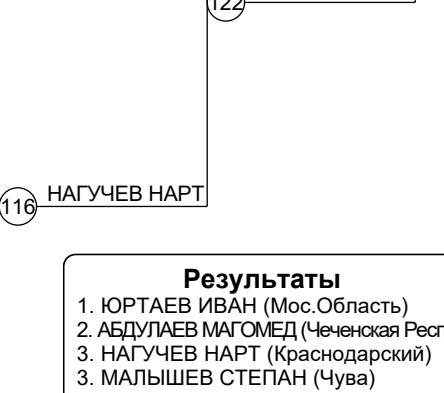 122
НАГУЧЕВ НАРТ
116
Результаты
1. ЮРТАЕВ ИВАН (Мос.Область)
2. АБДУЛАЕВ МАГОМЕД (Чеченская Респ
3. НАГУЧЕВ НАРТ (Краснодарский)
3. МАЛЫШЕВ СТЕПАН (Чува)